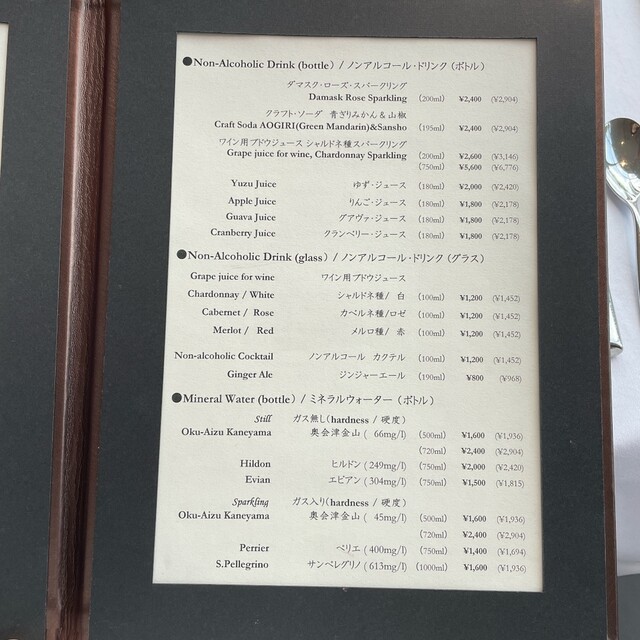 ●Non-Alcoholic Drink (bottle) / ノンアルコール・ドリンク（ボトル）
ダマスク・ローズ・スパークリング
Damask Rose Sparkling (200ml) ¥2,400 (¥2,904)
クラフト・ソーダ 青ぎりみかん＆山椒
Craft Soda AOGIRI(Green Mandarin)&Sansho (195ml) ¥2,400 (¥2,904)
ワイン用ブドウジュース シャルドネ種スパークリング
Grape juice for wine, Chardonnay Sparkling (200ml) ¥2,600 (¥3,146)
(750ml) ¥5,600 (¥6,776)
Yuzu Juice ゆず・ジュース (180ml) ¥2,000 (¥2,420)
Apple Juice りんご・ジュース (180ml) ¥1,800 (¥2,178)
Guava Juice グアヴァ・ジュース (180ml) ¥1,800 (¥2,178)
Cranberry Juice クランベリー・ジュース (180ml) ¥1,800 (¥2,178)
●Non-Alcoholic Drink (glass) / ノンアルコール・ドリンク（グラス）
Grape juice for wine ワイン用ブドウジュース
Chardonnay / White シャルドネ種/ 白 (100ml) ¥1,200 (¥1,452)
Cabernet / Rose カベルネ種/ロゼ (100ml) ¥1,200 (¥1,452)
Merlot / Red メルロ種/ 赤 (100ml) ¥1,200 (¥1,452)
Non-alcoholic Cocktail ノンアルコール カクテル (100ml) ¥1,200 (¥1,452)
Ginger Ale ジンジャーエール (190ml) ¥800 (¥968)
●Mineral Water (bottle) / ミネラルウォーター（ボトル）
Still ガス無し(hardness / 硬度)
Oku-Aizu Kaneyama 奥会津金山 ( 66mg/l) (500ml) ¥1,600 (¥1,936)
(720ml) ¥2,400 (¥2,904)
Hildon ヒルドン ( 249mg/l) (750ml) ¥2,000 (¥2,420)
Evian エビアン ( 304mg/l) (750ml) ¥1,500 (¥1,815)
Sparkling ガス入り(hardness / 硬度)
Oku-Aizu Kaneyama 奥会津金山 ( 45mg/l) (500ml) ¥1,600 (¥1,936)
(720ml) ¥2,400 (¥2,904)
Perrier ペリエ ( 400mg/l) (750ml) ¥1,400 (¥1,694)
S.Pellegrino サンペレグリノ ( 613mg/l) (1000ml) ¥1,600 (¥1,936)